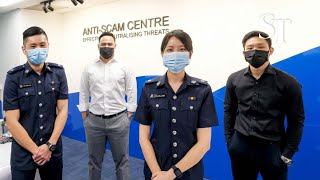 ANTI-SCAM CENTRE
EFFECTIVELY NEUTRALISING THREATS
ST